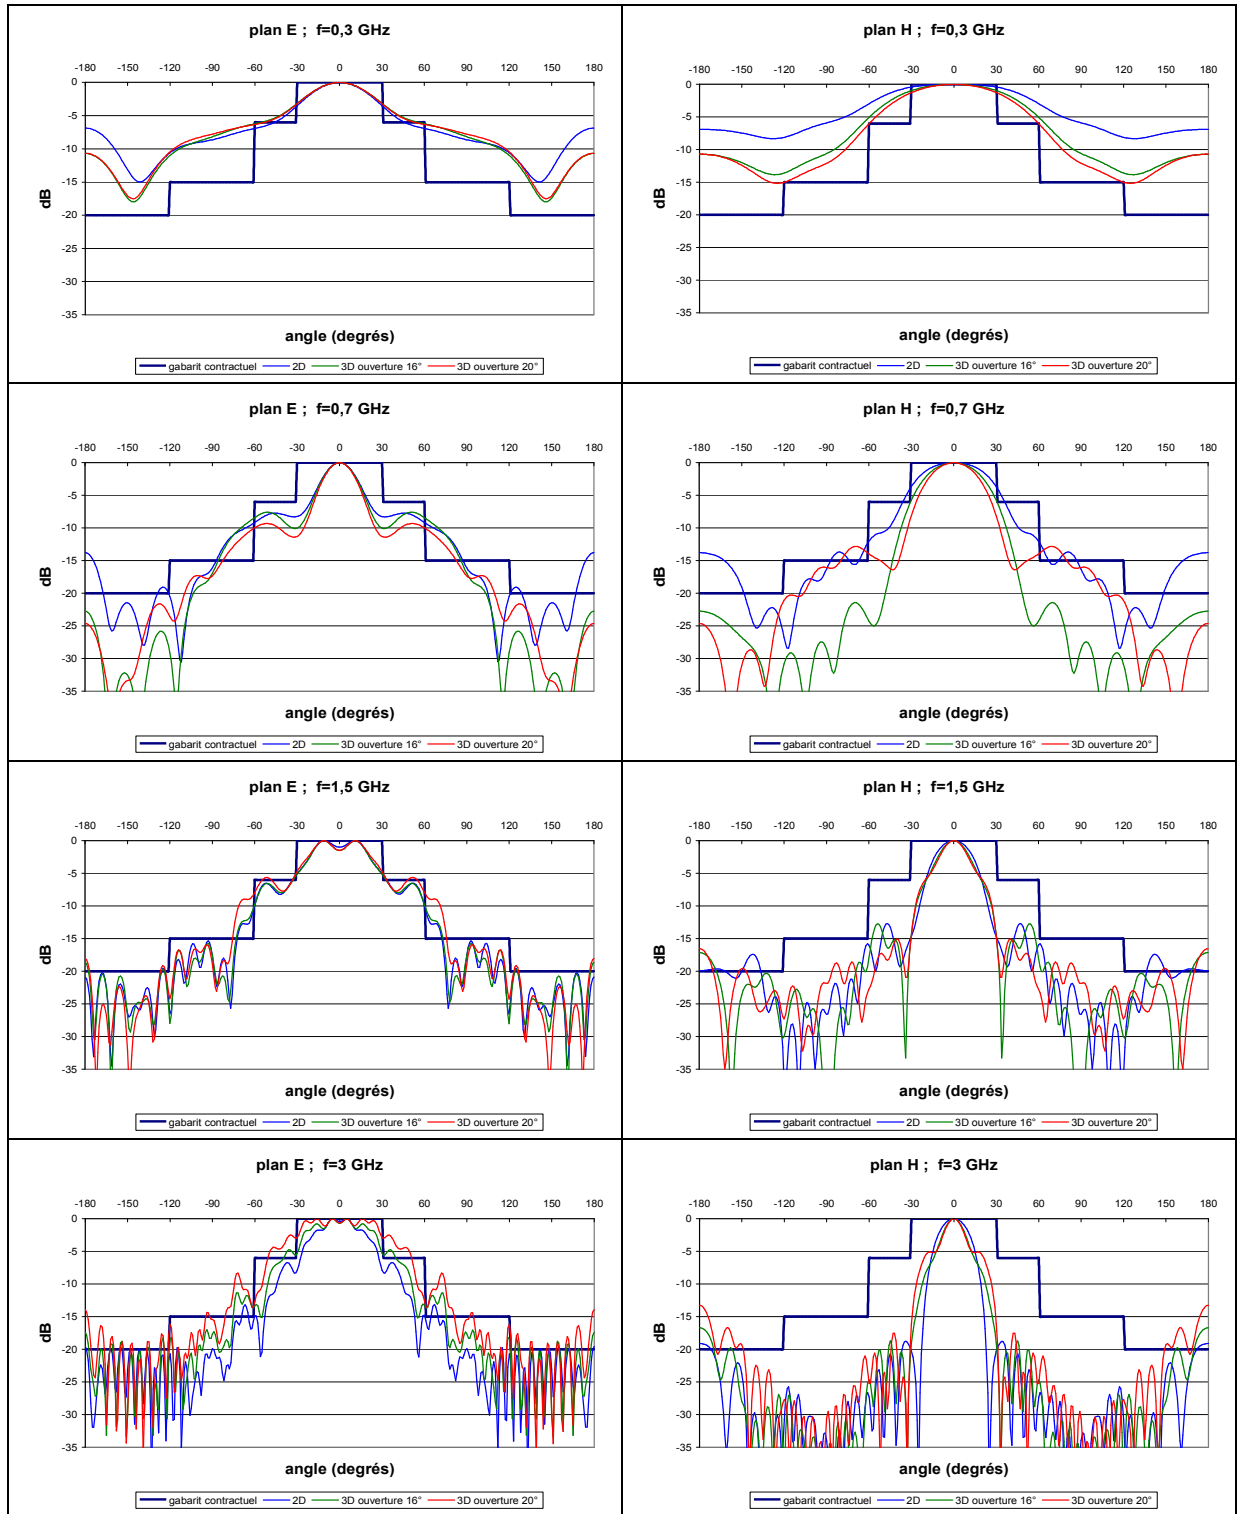 plan E ;  f=0,3 GHz
-180 -150 -120 -90 -60 -30 0 30 60 90 120 150 180
0
-5
-10
-15
-20
-25
-30
-35
dB
angle (degrés)
gabarit contractuel 2D 3D ouverture 16° 3D ouverture 20°
plan H ;  f=0,3 GHz
-180 -150 -120 -90 -60 -30 0 30 60 90 120 150 180
0
-5
-10
-15
-20
-25
-30
-35
dB
angle (degrés)
gabarit contractuel 2D 3D ouverture 16° 3D ouverture 20°
plan E ;  f=0,7 GHz
-180 -150 -120 -90 -60 -30 0 30 60 90 120 150 180
0
-5
-10
-15
-20
-25
-30
-35
dB
angle (degrés)
gabarit contractuel 2D 3D ouverture 16° 3D ouverture 20°
plan H ;  f=0,7 GHz
-180 -150 -120 -90 -60 -30 0 30 60 90 120 150 180
0
-5
-10
-15
-20
-25
-30
-35
dB
angle (degrés)
gabarit contractuel 2D 3D ouverture 16° 3D ouverture 20°
plan E ;  f=1,5 GHz
-180 -150 -120 -90 -60 -30 0 30 60 90 120 150 180
0
-5
-10
-15
-20
-25
-30
-35
dB
angle (degrés)
gabarit contractuel 2D 3D ouverture 16° 3D ouverture 20°
plan H ;  f=1,5 GHz
-180 -150 -120 -90 -60 -30 0 30 60 90 120 150 180
0
-5
-10
-15
-20
-25
-30
-35
dB
angle (degrés)
gabarit contractuel 2D 3D ouverture 16° 3D ouverture 20°
plan E ;  f=3 GHz
-180 -150 -120 -90 -60 -30 0 30 60 90 120 150 180
0
-5
-10
-15
-20
-25
-30
-35
dB
angle (degrés)
gabarit contractuel 2D 3D ouverture 16° 3D ouverture 20°
plan H ;  f=3 GHz
-180 -150 -120 -90 -60 -30 0 30 60 90 120 150 180
0
-5
-10
-15
-20
-25
-30
-35
dB
angle (degrés)
gabarit contractuel 2D 3D ouverture 16° 3D ouverture 20°